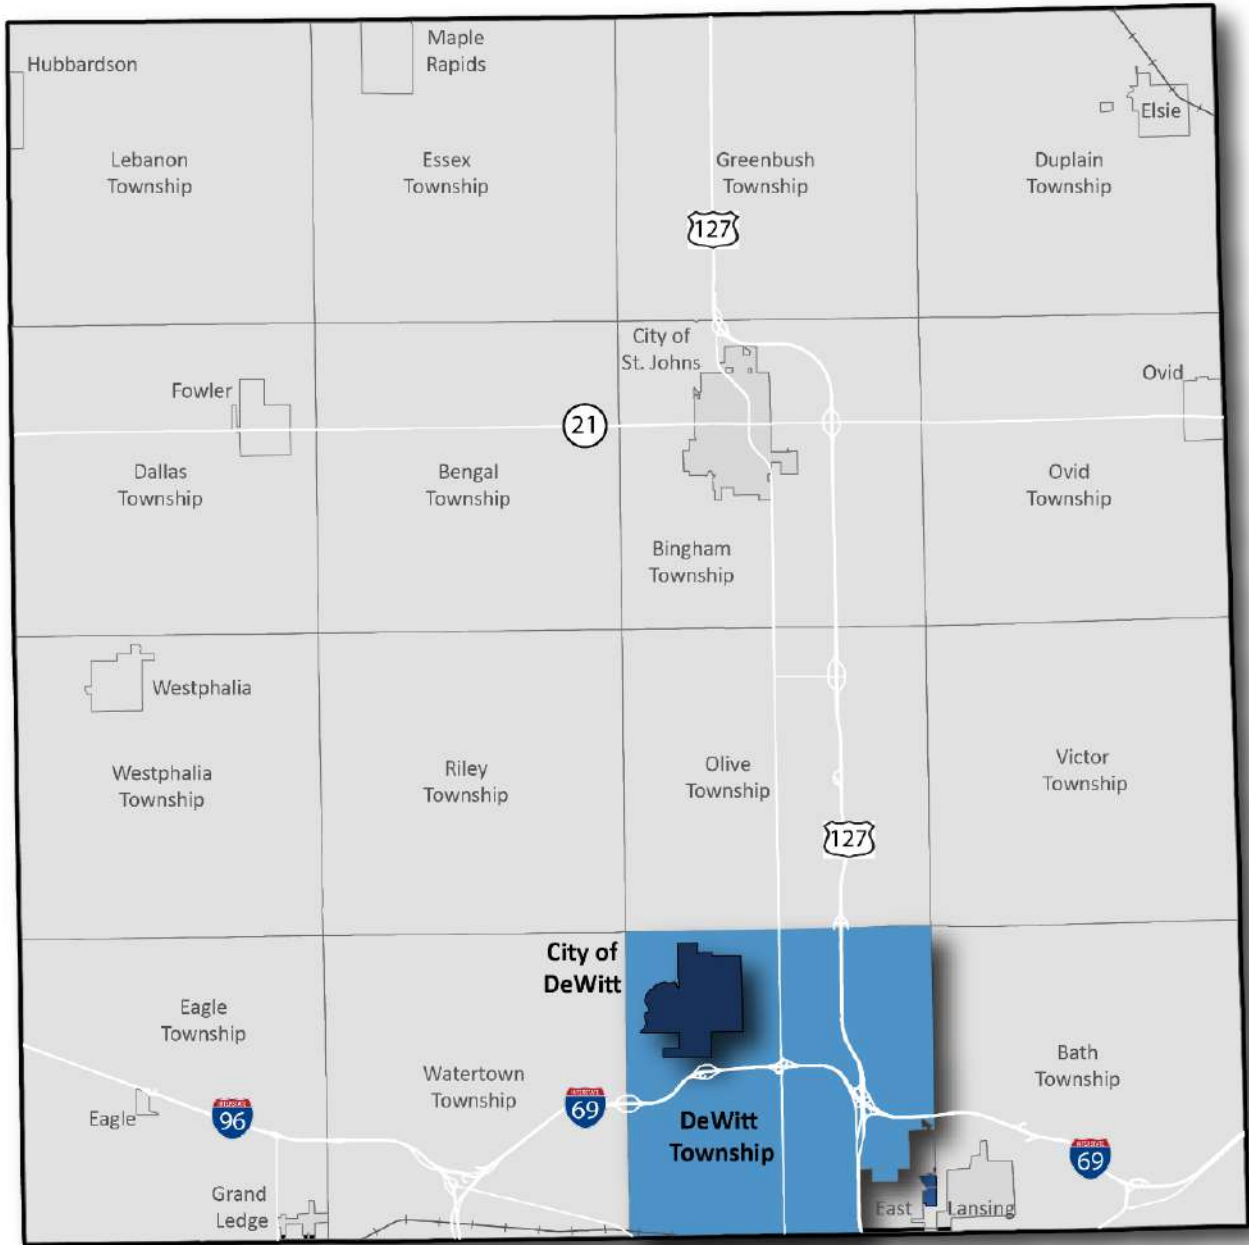 Hubbardson
Maple
Rapids
Elsie
Lebanon
Township
Essex
Township
Greenbush
Township
Duplain
Township
127
City of
St. Johns
Fowler
Ovid
21
Dallas
Township
Bengal
Township
Ovid
Township
Bingham
Township
Westphalia
Westphalia
Township
Riley
Township
Olive
Township
Victor
Township
127
City of
DeWitt
Eagle
Township
Watertown
Township
Bath
Township
Eagle
INTERSTATE
96
INTERSTATE
69
DeWitt
Township
INTERSTATE
69
Grand
Ledge
East Lansing